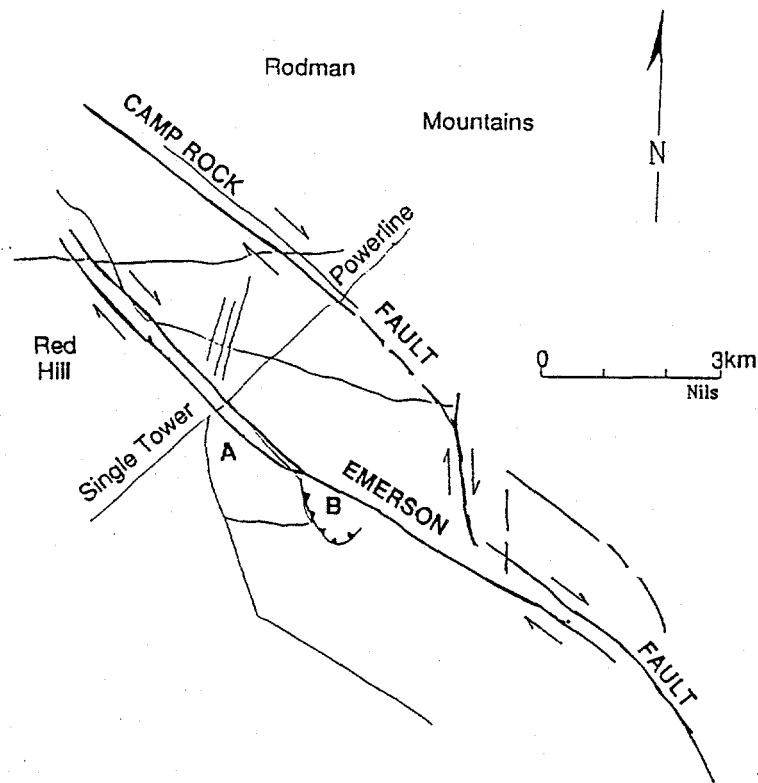 Rodman
Mountains
CAMP ROCK
N
Powerline
FAULT
Red
Hill
0 3km
Nils
Single Tower
A
B
EMERSON
FAULT